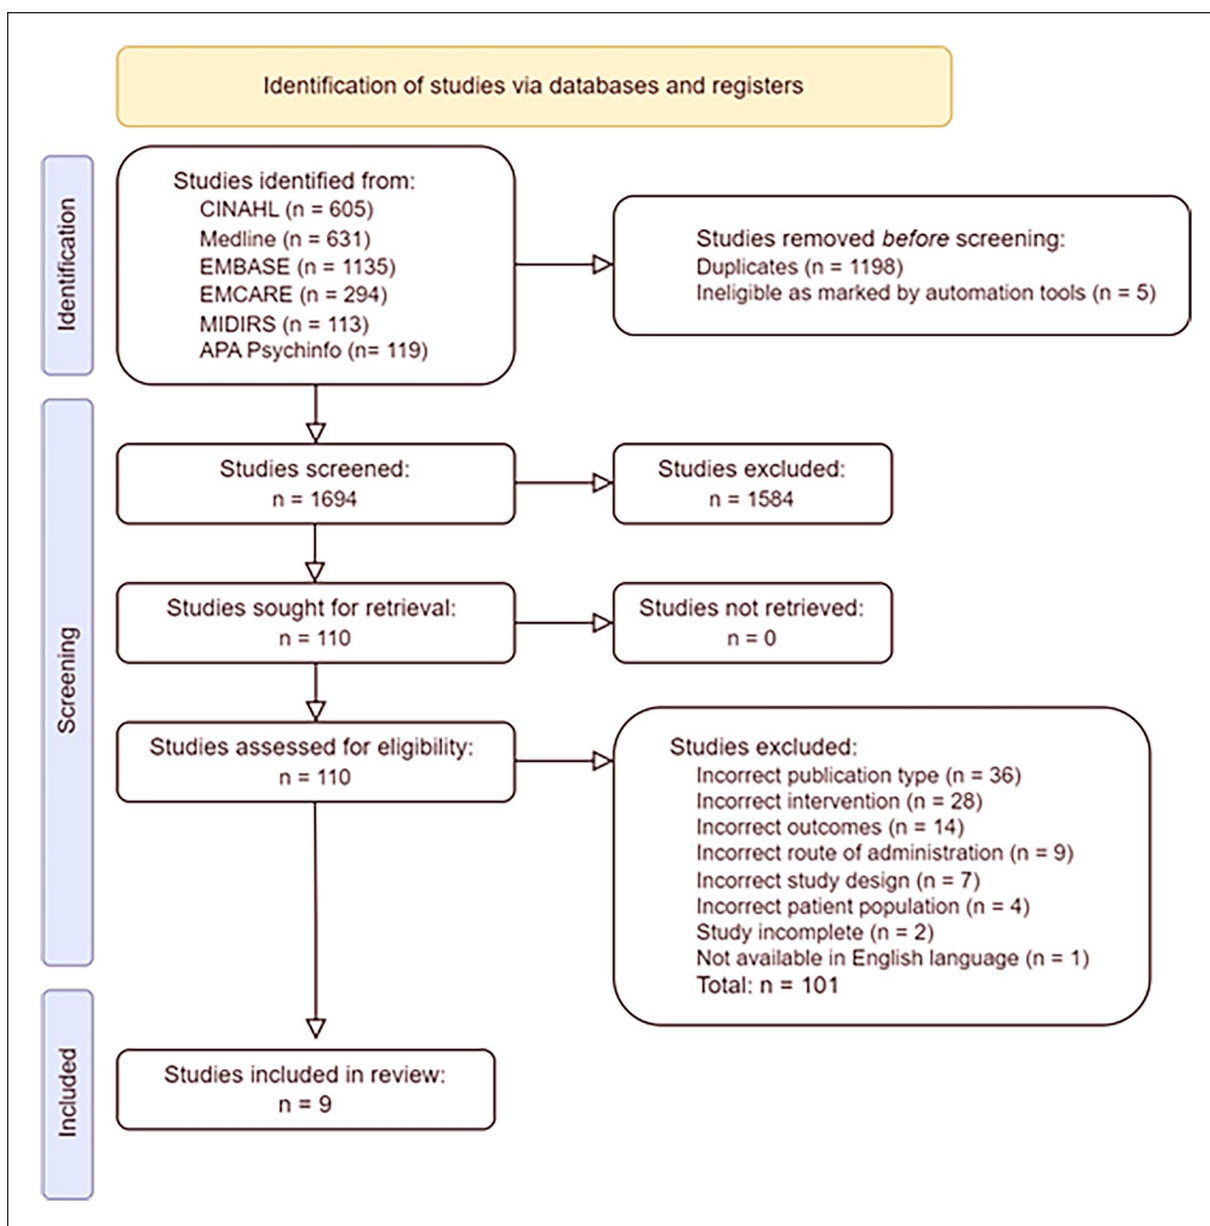 Identification of studies via databases and registers
Identification
Studies identified from:
CINAHL (n = 605)
Medline (n = 631)
EMBASE (n = 1135)
EMCARE (n = 294)
MIDIRS (n = 113)
APA Psychinfo (n= 119)
Studies removed before screening:
Duplicates (n = 1198)
Ineligible as marked by automation tools (n = 5)
Screening
Studies screened:
n = 1694
Studies excluded:
n = 1584
Studies sought for retrieval:
n = 110
Studies not retrieved:
n = 0
Studies assessed for eligibility:
n = 110
Studies excluded:
Incorrect publication type (n = 36)
Incorrect intervention (n = 28)
Incorrect outcomes (n = 14)
Incorrect route of administration (n = 9)
Incorrect study design (n = 7)
Incorrect patient population (n = 4)
Study incomplete (n = 2)
Not available in English language (n = 1)
Total: n = 101
Included
Studies included in review:
n = 9